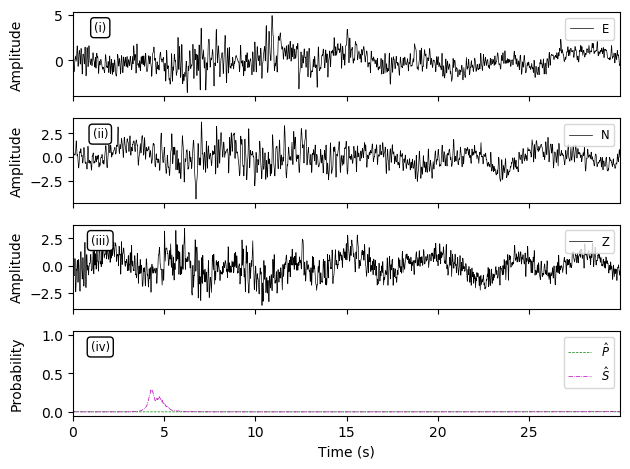 5
0
Amplitude
(i)
E
2.5
0.0
−2.5
Amplitude
(ii)
N
2.5
0.0
−2.5
Amplitude
(iii)
Z
1.0
0.5
0.0
Probability
(iv)
P̂
Ŝ
0 5 10 15 20 25
Time (s)